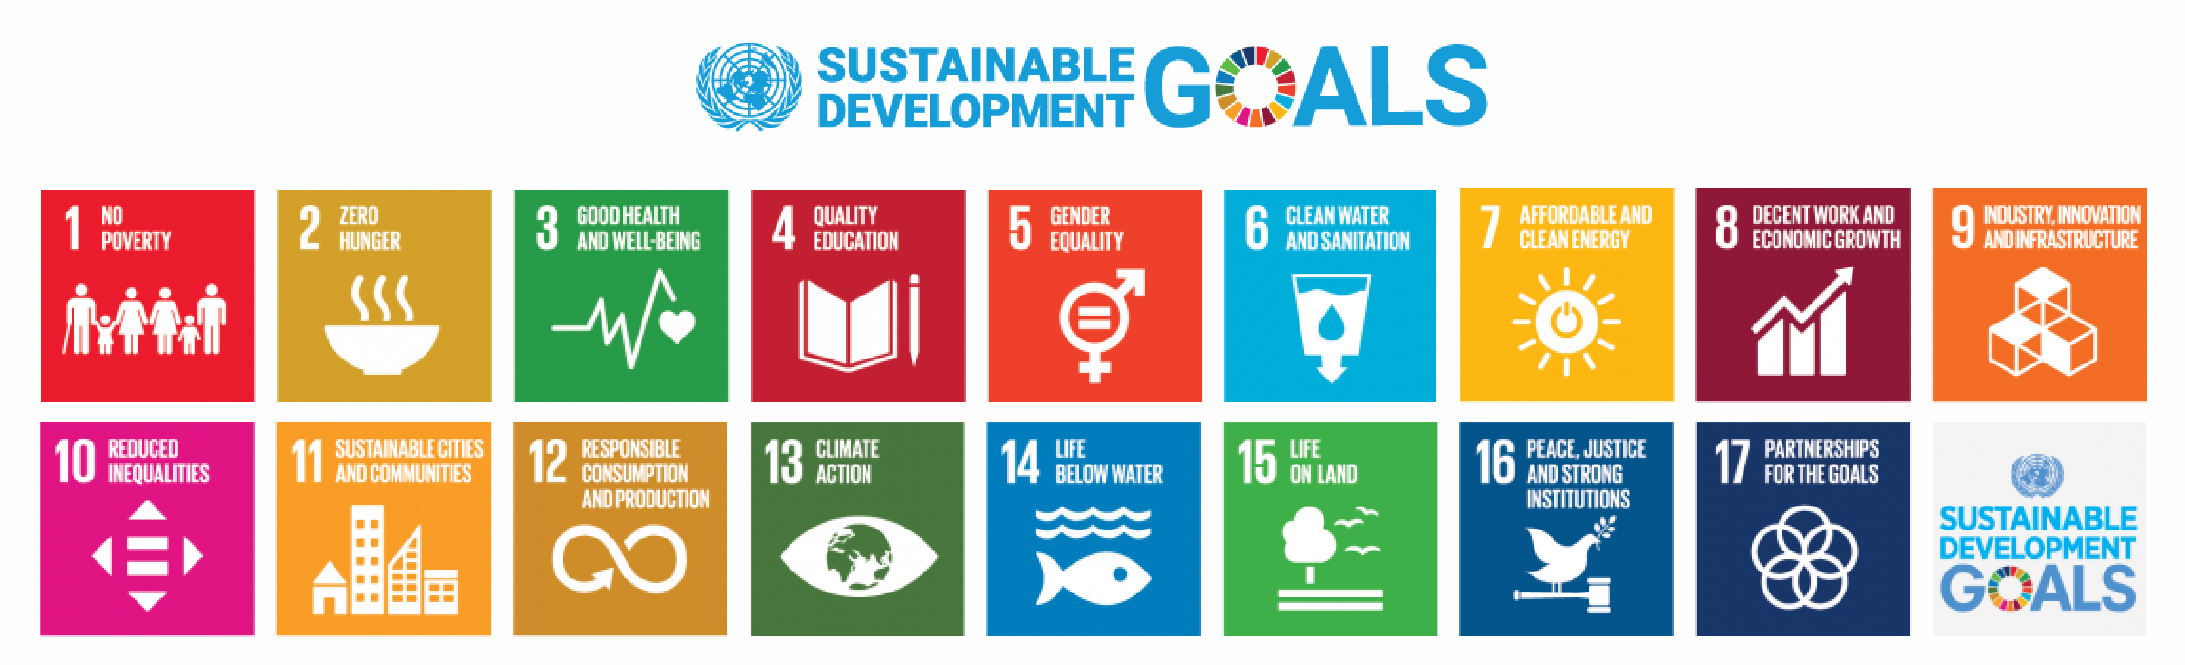 SUSTAINABLE
DEVELOPMENT
GOALS
1 NO
POVERTY
2 ZERO
HUNGER
3 GOOD HEALTH
AND WELL-BEING
4 QUALITY
EDUCATION
5 GENDER
EQUALITY
6 CLEAN WATER
AND SANITATION
7 AFFORDABLE AND
CLEAN ENERGY
8 DECENT WORK AND
ECONOMIC GROWTH
9 INDUSTRY, INNOVATION
AND INFRASTRUCTURE
10 REDUCED
INEQUALITIES
11 SUSTAINABLE CITIES
AND COMMUNITIES
12 RESPONSIBLE
CONSUMPTION
AND PRODUCTION
13 CLIMATE
ACTION
14 LIFE
BELOW WATER
15 LIFE
ON LAND
16 PEACE, JUSTICE
AND STRONG
INSTITUTIONS
17 PARTNERSHIPS
FOR THE GOALS
SUSTAINABLE
DEVELOPMENT
GOALS